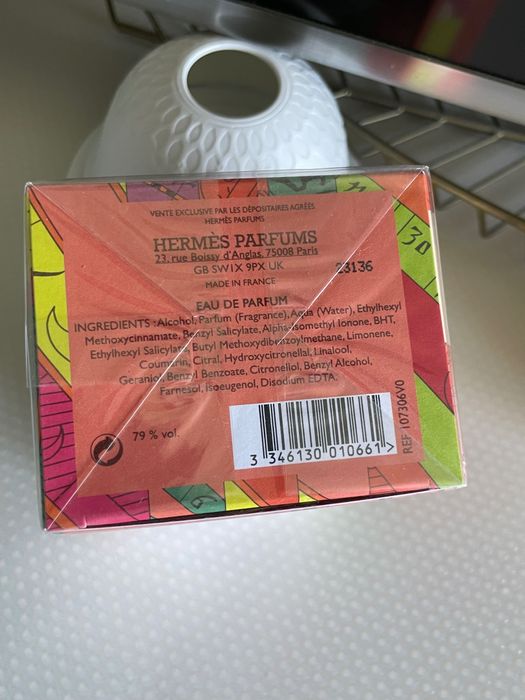 VENTE EXCLUSIVE PAR LES DÉPOSITAIRES AGRÉÉS
HERMÈS PARFUMS
HERMÈS PARFUMS
23, rue Boissy d'Anglas, 75008 Paris
GB SW1X 9PX UK
23136
MADE IN FRANCE
EAU DE PARFUM
INGREDIENTS : Alcohol, Parfum (Fragrance), Aqua (Water), Ethylhexyl
Methoxycinnamate, Benzyl Salicylate, Alpha-Isomethyl Ionone, BHT,
Ethylhexyl Salicylate, Butyl Methoxydibenzoylmethane, Limonene,
Coumarin, Citral, Hydroxycitronellal, Linalool,
Geraniol, Benzyl Benzoate, Citronellol, Benzyl Alcohol,
Farnesol, Isoeugenol, Disodium EDTA.
79 % vol.
3 346130 010661 >
REF 107306V0
30